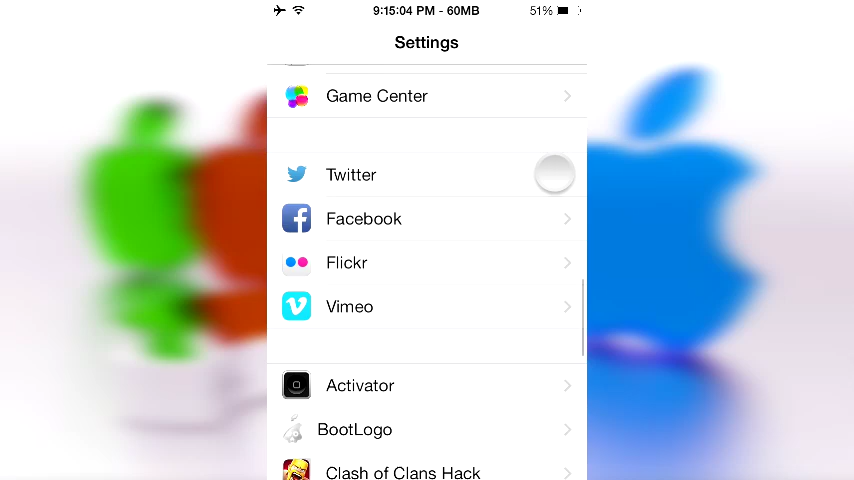 9:15:04 PM - 60MB
51%
Settings
Game Center
Twitter
Facebook
Flickr
Vimeo
Activator
BootLogo
Clash of Clans Hack